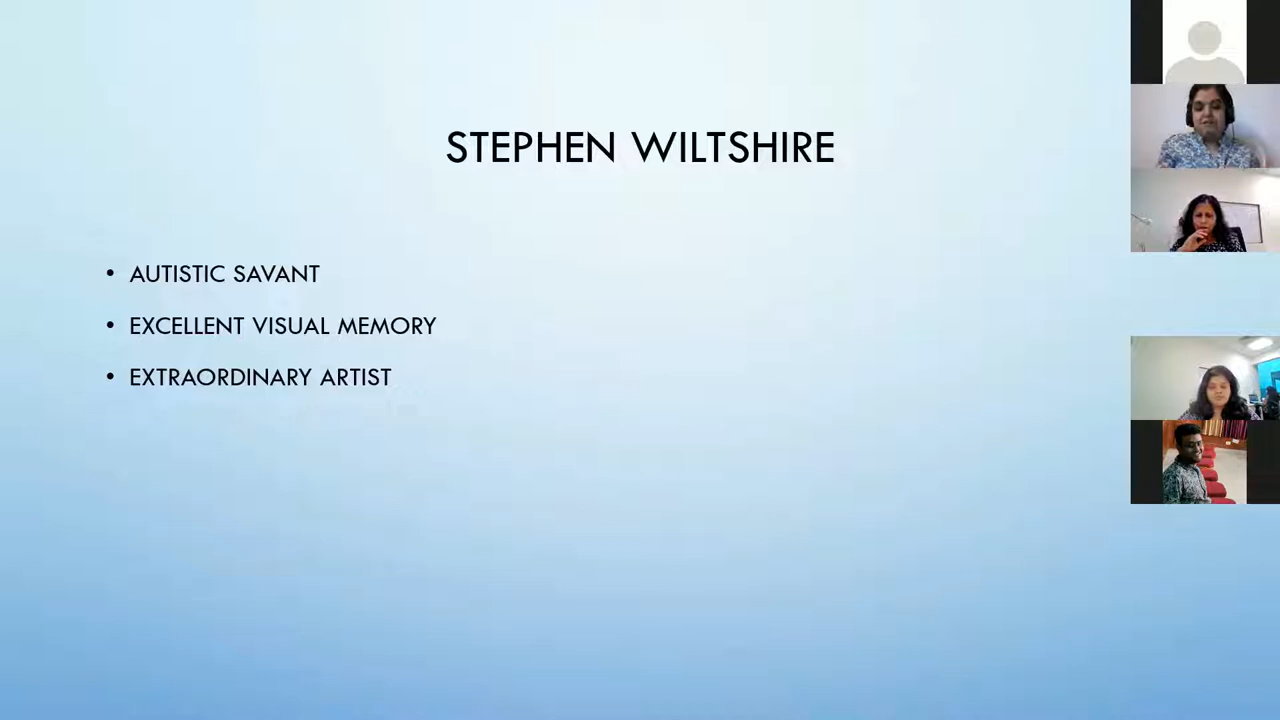 STEPHEN WILTSHIRE
• AUTISTIC SAVANT
• EXCELLENT VISUAL MEMORY
• EXTRAORDINARY ARTIST